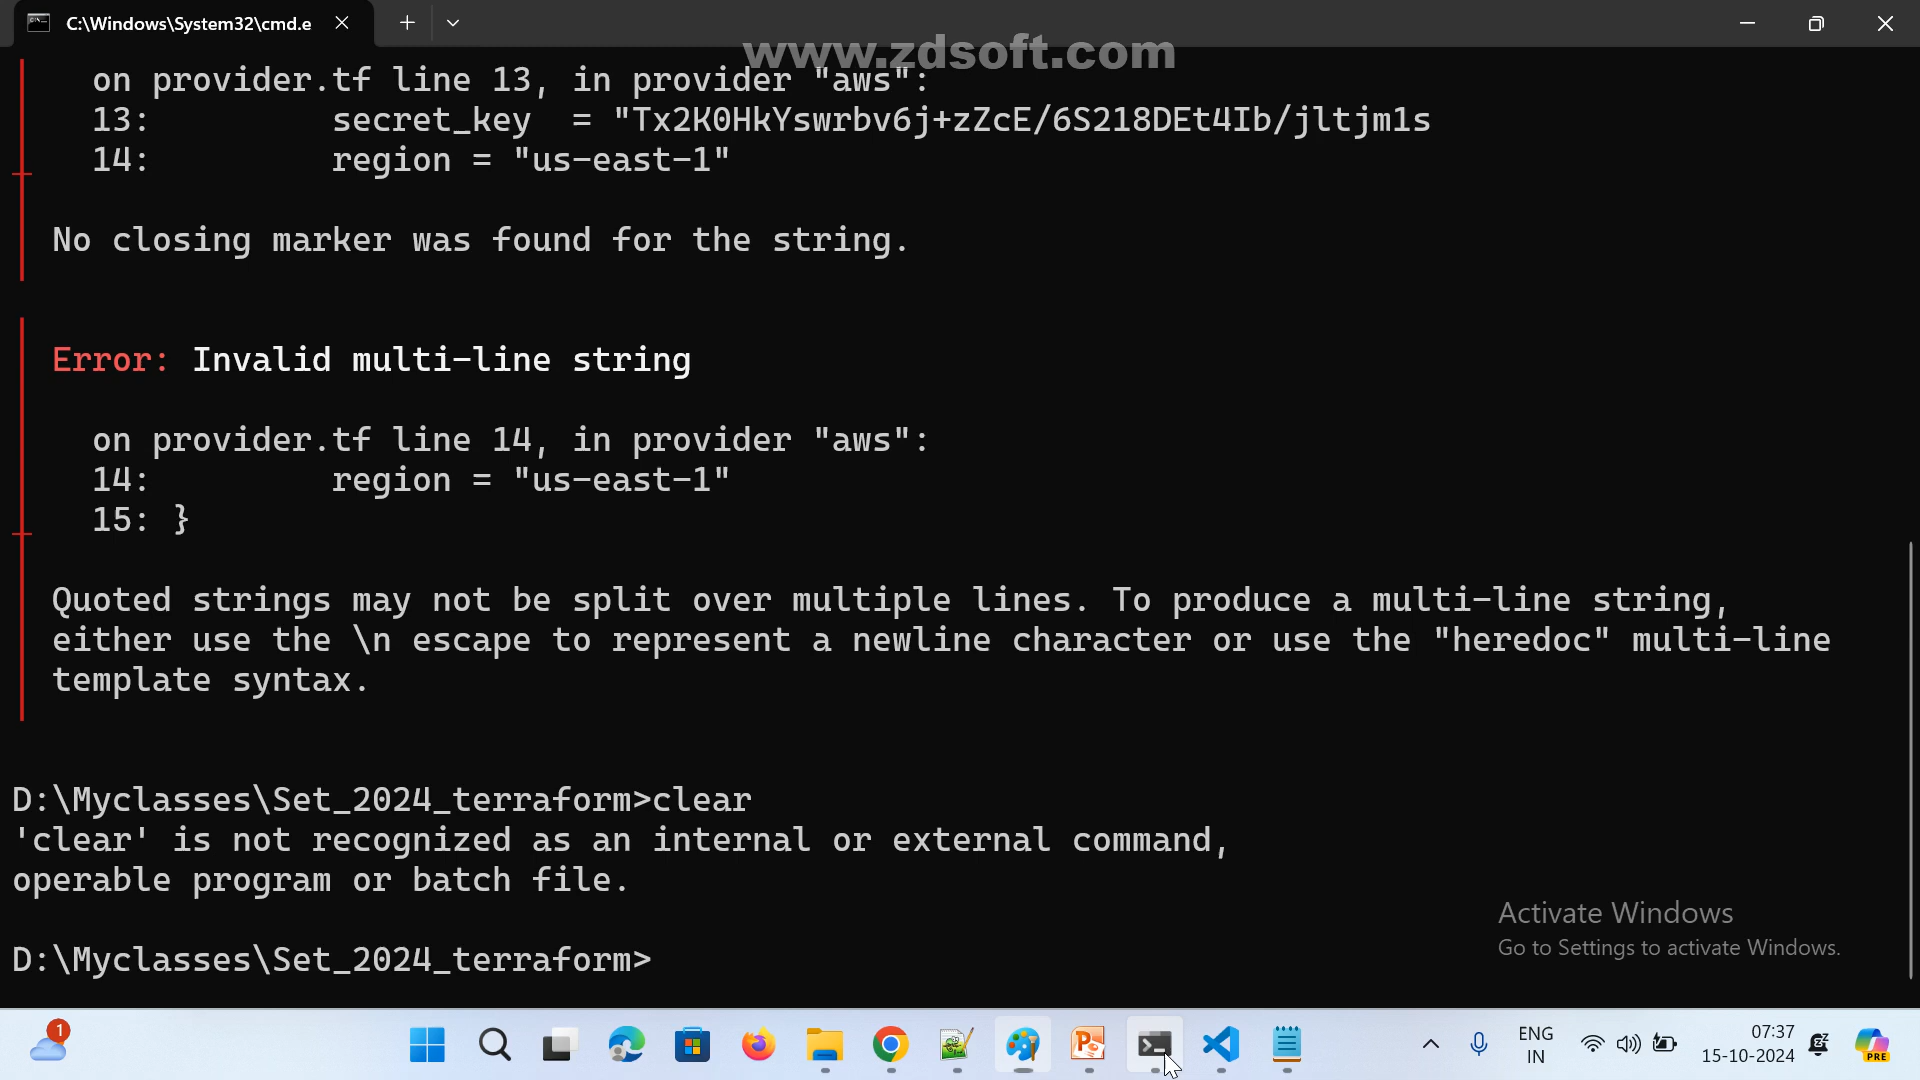 C:\Windows\System32\cmd.e
www.zdsoft.com
on provider.tf line 13, in provider "aws":
13: secret_key = "Tx2K0HkYswrbv6j+zZcE/6S218DEt4Ib/jltjm1s
14: region = "us-east-1"
No closing marker was found for the string.
Error: Invalid multi-line string
on provider.tf line 14, in provider "aws":
14: region = "us-east-1"
15: }
Quoted strings may not be split over multiple lines. To produce a multi-line string,
either use the \n escape to represent a newline character or use the "heredoc" multi-line
template syntax.
D:\Myclasses\Set_2024_terraform>clear
'clear' is not recognized as an internal or external command,
operable program or batch file.
D:\Myclasses\Set_2024_terraform>
Activate Windows
Go to Settings to activate Windows.
1
ENG
IN
07:37
15-10-2024
PRE